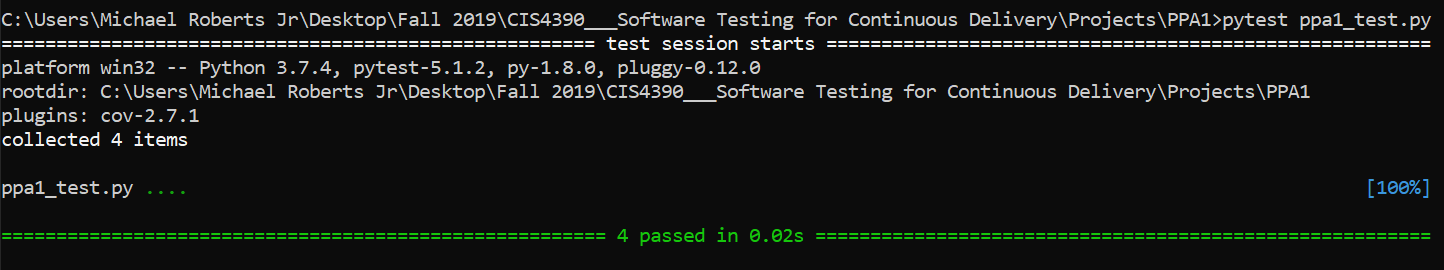 C:\Users\Michael Roberts Jr\Desktop\Fall 2019\CIS4390___Software Testing for Continuous Delivery\Projects\PPA1>pytest ppa1_test.py
====================================================== test session starts =======================================================
platform win32 -- Python 3.7.4, pytest-5.1.2, py-1.8.0, pluggy-0.12.0
rootdir: C:\Users\Michael Roberts Jr\Desktop\Fall 2019\CIS4390___Software Testing for Continuous Delivery\Projects\PPA1
plugins: cov-2.7.1
collected 4 items
ppa1_test.py .... [100%]
======================================================= 4 passed in 0.02s ========================================================